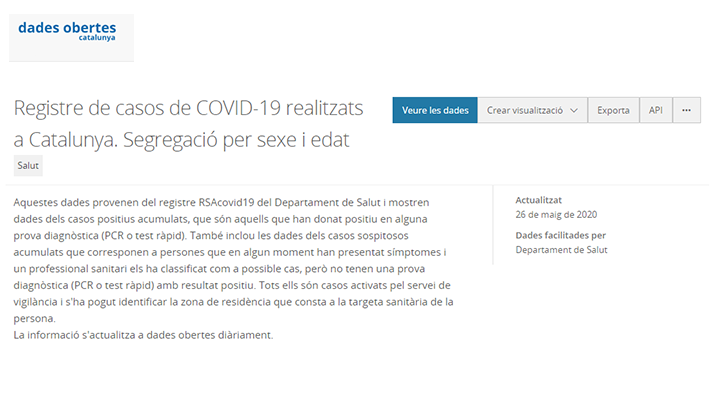 dades obertes
catalunya
Registre de casos de COVID-19 realitzats
a Catalunya. Segregació per sexe i edat
Salut
Veure les dades
Crear visualització
Exporta
API
···
Aquestes dades provenen del registre RSAcovid19 del Departament de Salut i mostren
dades dels casos positius acumulats, que són aquells que han donat positiu en alguna
prova diagnòstica (PCR o test ràpid). També inclou les dades dels casos sospitosos
acumulats que corresponen a persones que en algun moment han presentat símptomes i
un professional sanitari els ha classificat com a possible cas, però no tenen una prova
diagnòstica (PCR o test ràpid) amb resultat positiu. Tots ells són casos activats pel servei de
vigilància i s'ha pogut identificar la zona de residència que consta a la targeta sanitària de la
persona.
La informació s'actualitza a dades obertes diàriament.
Actualitzat
26 de maig de 2020
Dades facilitades per
Departament de Salut